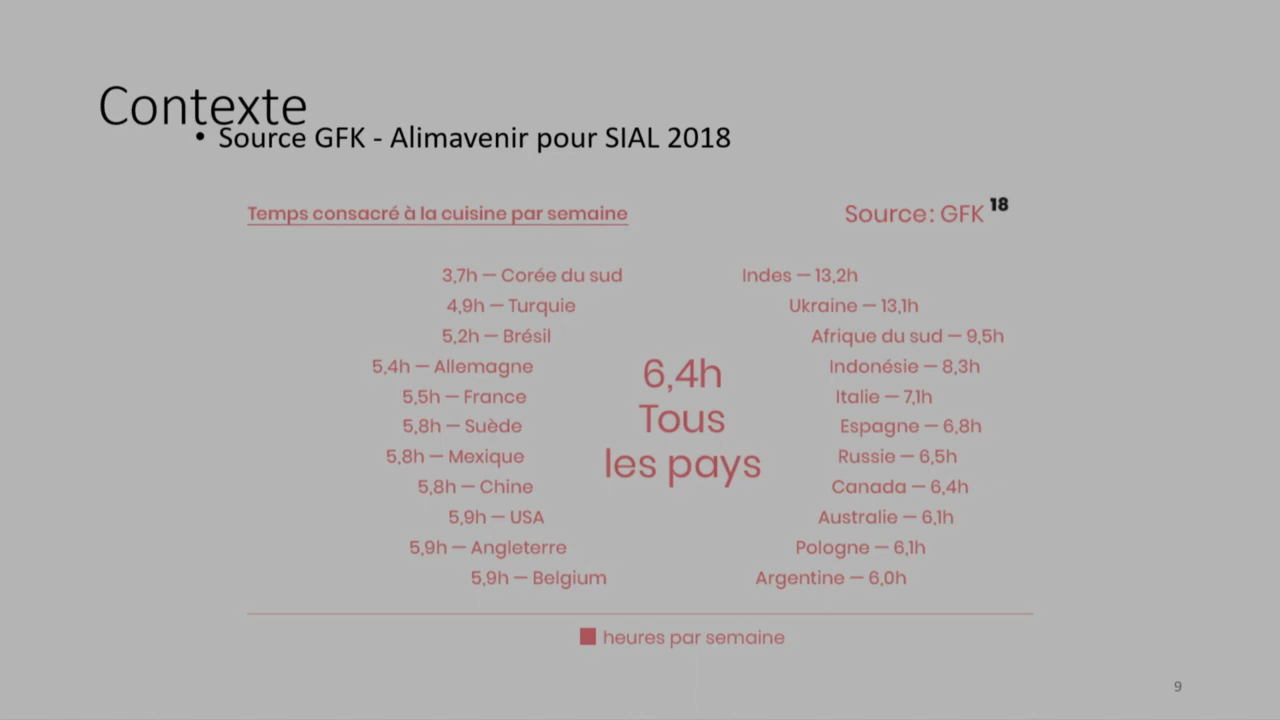 Contexte
• Source GFK - Alimavenir pour SIAL 2018
Temps consacré à la cuisine par semaine
Source: GFK 18
3,7h — Corée du sud
4,9h — Turquie
5,2h — Brésil
5,4h — Allemagne
5,5h — France
5,8h — Suède
5,8h — Mexique
5,8h — Chine
5,9h — USA
5,9h — Angleterre
5,9h — Belgium
6,4h
Tous
les pays
Indes — 13,2h
Ukraine — 13,1h
Afrique du sud — 9,5h
Indonésie — 8,3h
Italie — 7,1h
Espagne — 6,8h
Russie — 6,5h
Canada — 6,4h
Australie — 6,1h
Pologne — 6,1h
Argentine — 6,0h
heures par semaine
9